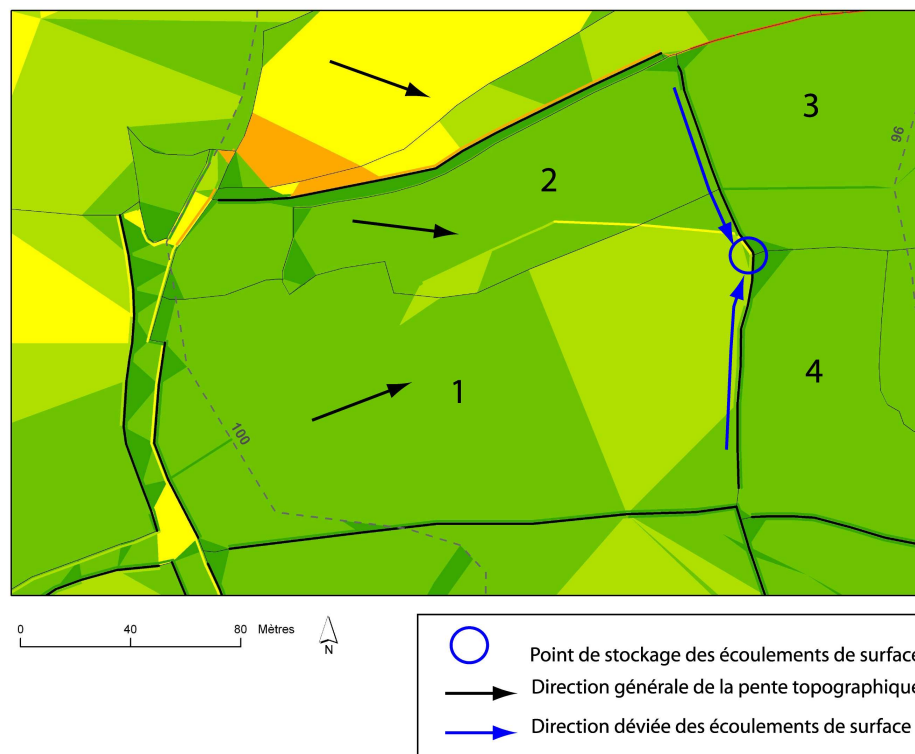 3
96
2
1
4
100
0 40 80 Mètres
N
Point de stockage des écoulements de surface
Direction générale de la pente topographique
Direction déviée des écoulements de surface